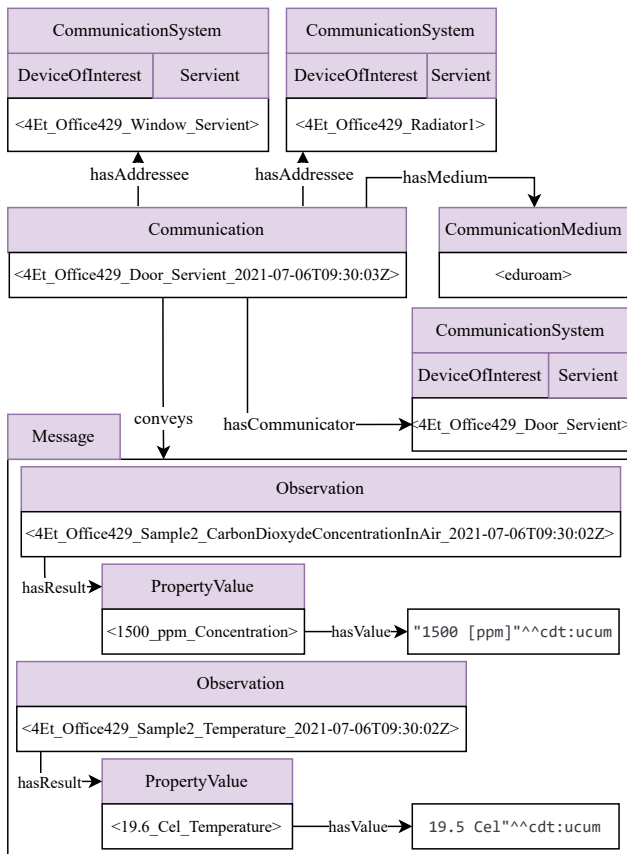 CommunicationSystem
DeviceOfInterest
Servient
<4Et_Office429_Window_Servient>
CommunicationSystem
DeviceOfInterest
Servient
<4Et_Office429_Radiator1>
hasAddressee
hasAddressee
hasMedium
Communication
<4Et_Office429_Door_Servient_2021-07-06T09:30:03Z>
CommunicationMedium
<eduroam>
CommunicationSystem
DeviceOfInterest
Servient
<4Et_Office429_Door_Servient>
conveys
hasCommunicator
Message
Observation
<4Et_Office429_Sample2_CarbonDioxydeConcentrationInAir_2021-07-06T09:30:02Z>
hasResult
PropertyValue
<1500_ppm_Concentration>
hasValue
"1500 [ppm]"^^cdt:ucum
Observation
<4Et_Office429_Sample2_Temperature_2021-07-06T09:30:02Z>
hasResult
PropertyValue
<19.6_Cel_Temperature>
hasValue
19.5 Cel"^^cdt:ucum